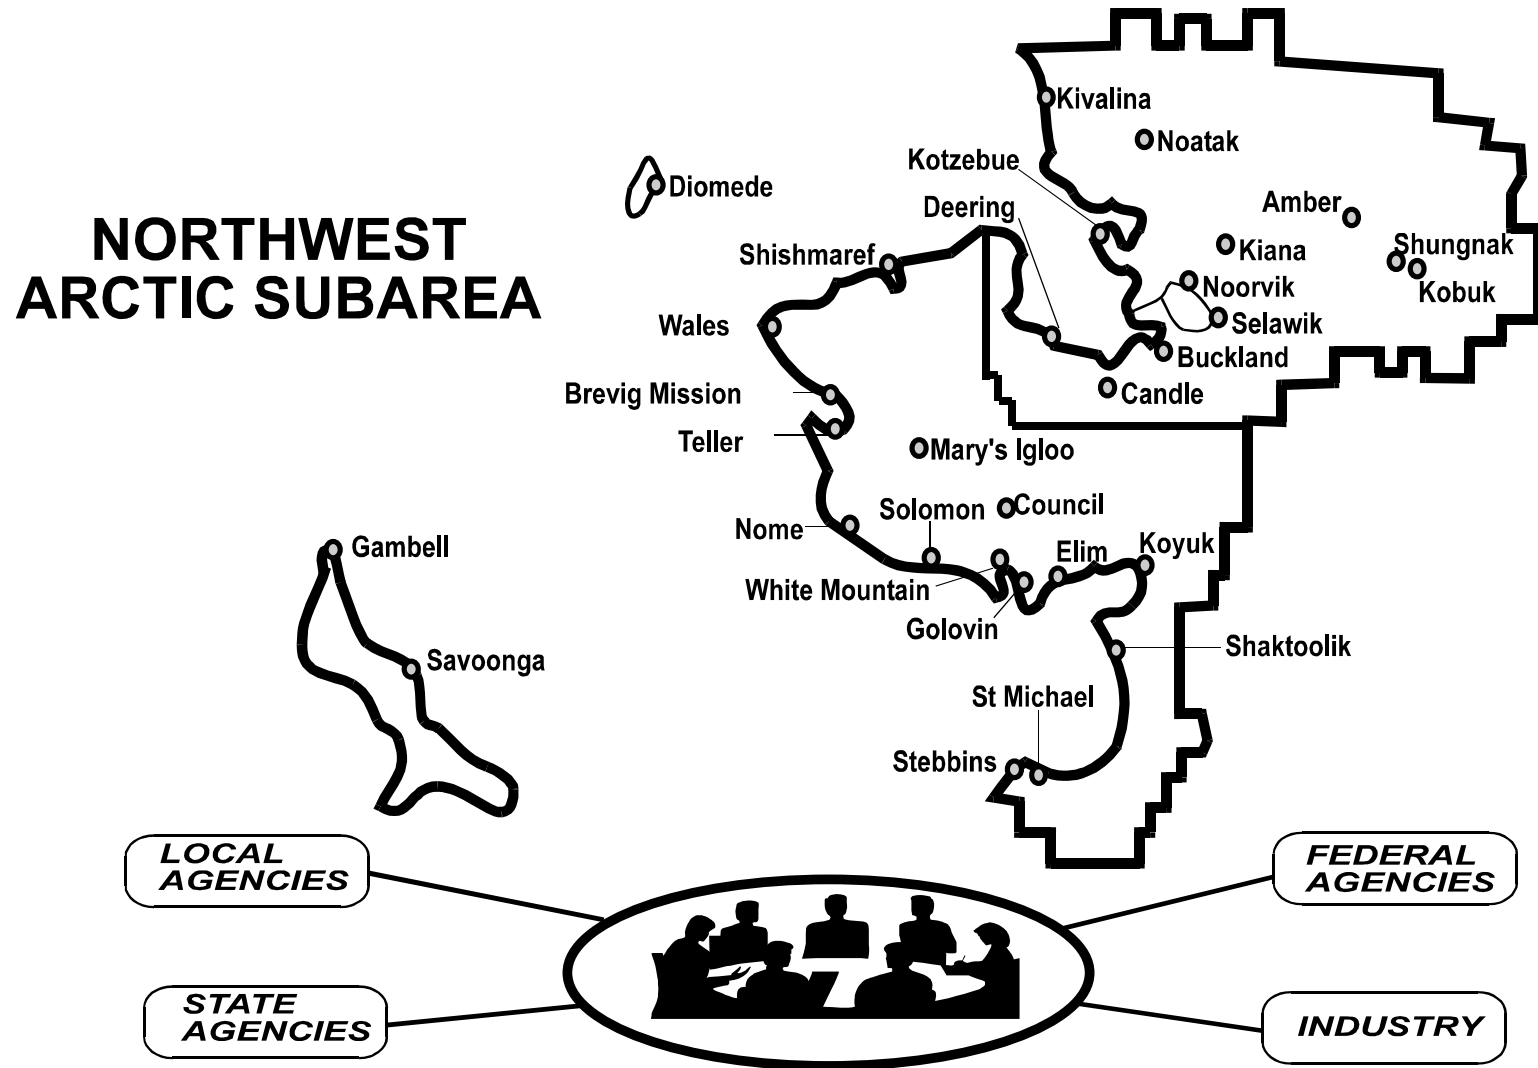 NORTHWEST
ARCTIC SUBAREA
Kivalina
Noatak
Kotzebue
Diomede
Deering
Amber
Shishmaref
Kiana
Shungnak
Noorvik
Kobuk
Wales
Selawik
Buckland
Brevig Mission
Candle
Teller
Mary's Igloo
Solomon
Council
Nome
Gambell
Elim
Koyuk
White Mountain
Golovin
Savoonga
Shaktoolik
St Michael
Stebbins
LOCAL
AGENCIES
FEDERAL
AGENCIES
STATE
AGENCIES
INDUSTRY